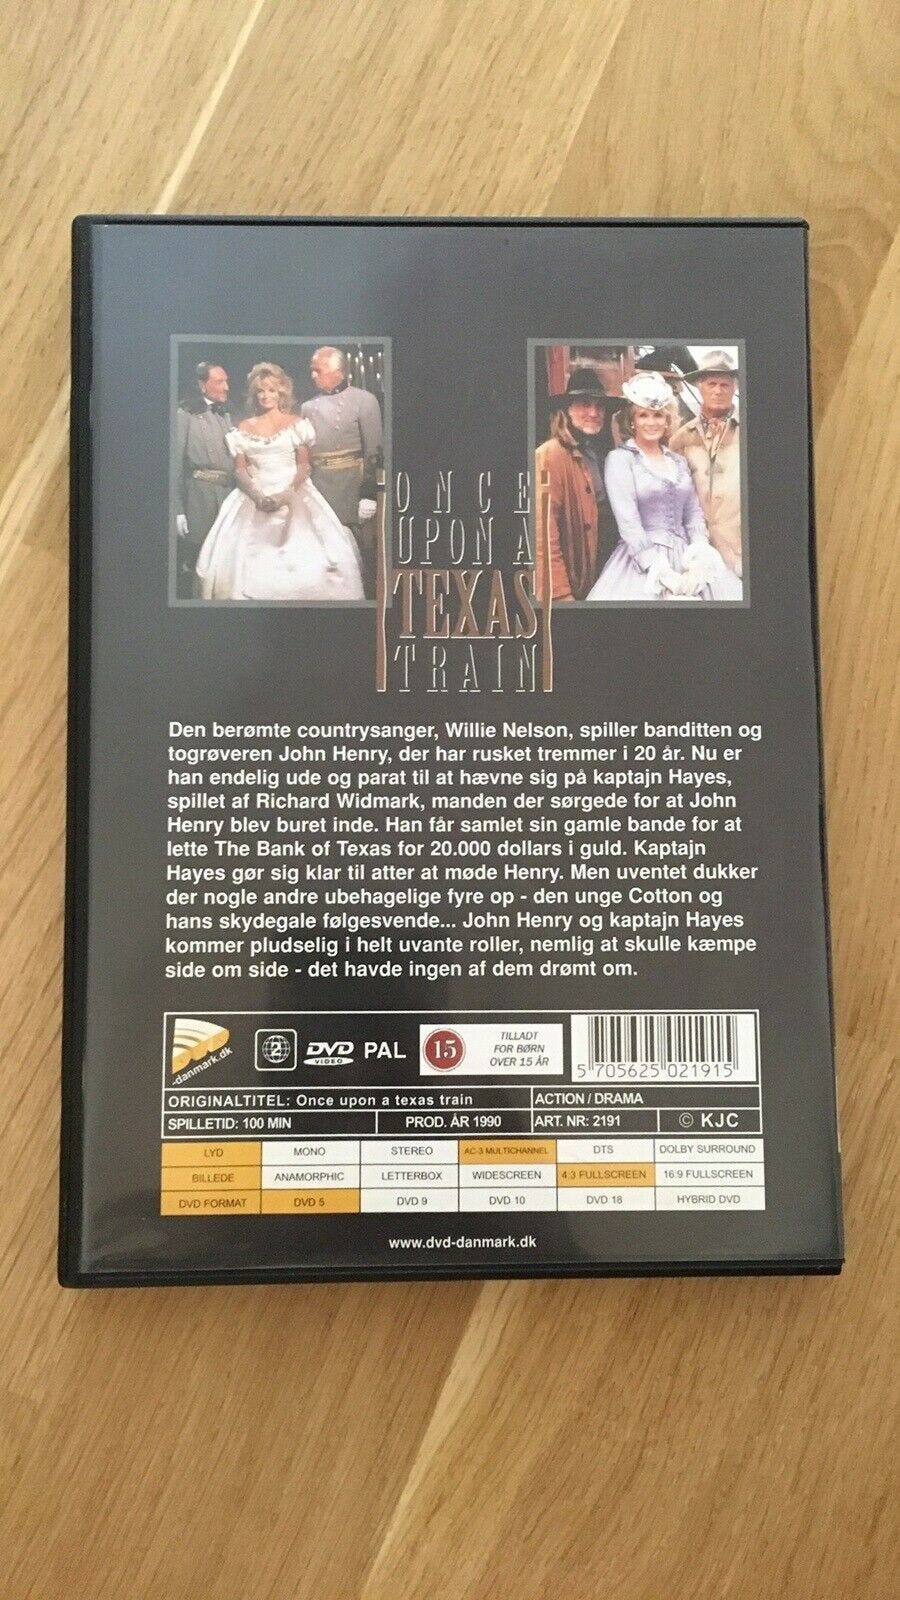 ONCE
UPON A
TEXAS
TRAIN
Den berømte countrysanger, Willie Nelson, spiller banditten og
togrøveren John Henry, der har rusket tremmer i 20 år. Nu er
han endelig ude og parat til at hævne sig på kaptajn Hayes,
spillet af Richard Widmark, manden der sørgede for at John
Henry blev buret inde. Han får samlet sin gamle bande for at
lette The Bank of Texas for 20.000 dollars i guld. Kaptajn
Hayes gør sig klar til atter at møde Henry. Men uventet dukker
der nogle andre ubehagelige fyre op - den unge Cotton og
hans skydegale følgesvende... John Henry og kaptajn Hayes
kommer pludselig i helt uvante roller, nemlig at skulle kæmpe
side om side - det havde ingen af dem drømt om.
DVD
-danmark.dk
2
DVD
VIDEO
PAL
15
TILLADT
FOR BØRN
OVER 15 ÅR
5 705625 021915
ORIGINALTITEL: Once upon a texas train
ACTION / DRAMA
SPILLETID: 100 MIN
PROD. ÅR 1990
ART. NR: 2191
© KJC
LYD MONO STEREO AC-3 MULTICHANNEL DTS DOLBY SURROUND
BILLEDE ANAMORPHIC LETTERBOX WIDESCREEN 4:3 FULLSCREEN 16:9 FULLSCREEN
DVD FORMAT DVD 5 DVD 9 DVD 10 DVD 18 HYBRID DVD
www.dvd-danmark.dk